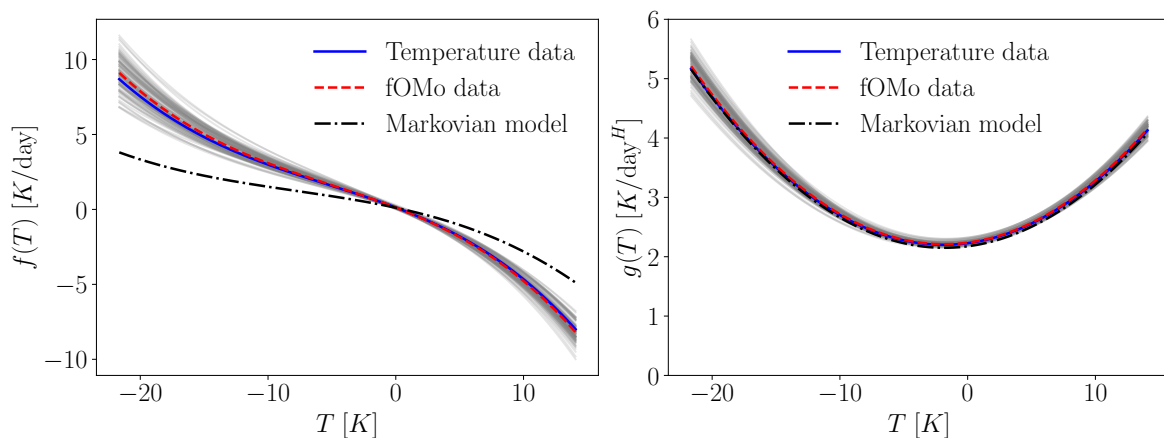 Temperature data
fOMo data
Markovian model
f(T) [K/day]
10
5
0
−5
−10
−20
−10
0
10
T [K]
Temperature data
fOMo data
Markovian model
g(T) [K/day^H]
6
5
4
3
2
1
0
−20
−10
0
10
T [K]